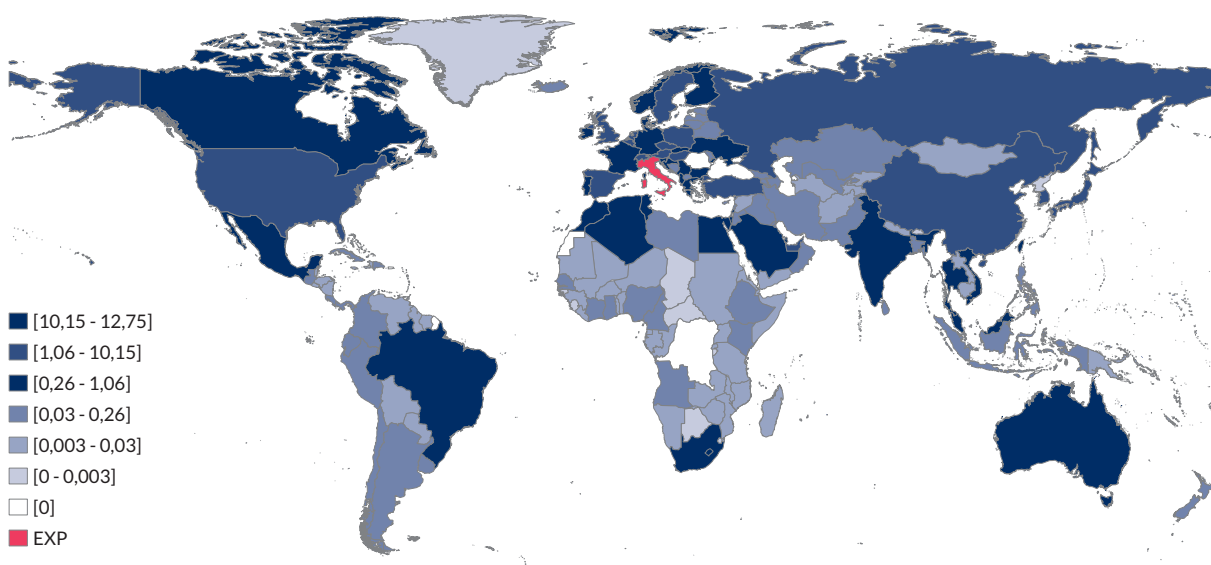 [10,15 - 12,75]
[1,06 - 10,15]
[0,26 - 1,06]
[0,03 - 0,26]
[0,003 - 0,03]
[0 - 0,003]
[0]
EXP